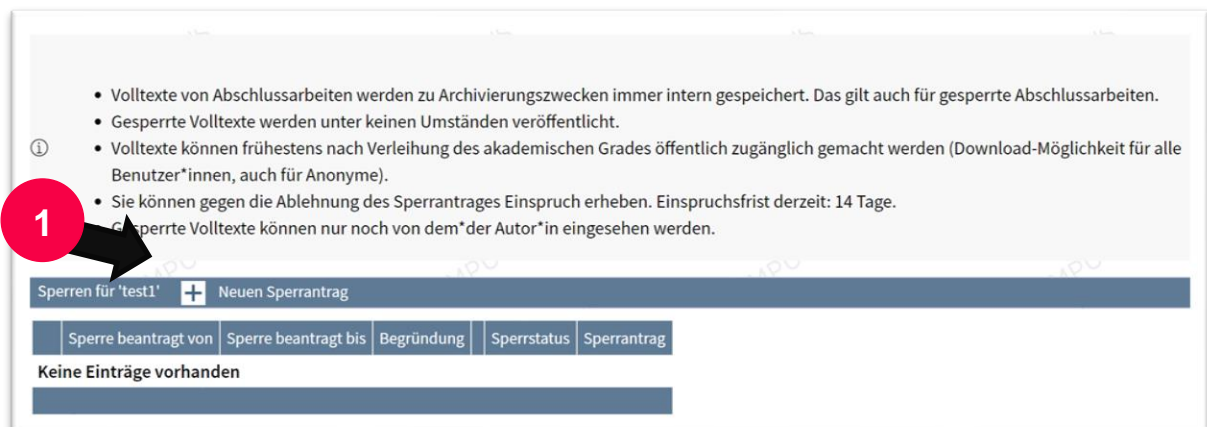 • Volltexte von Abschlussarbeiten werden zu Archivierungszwecken immer intern gespeichert. Das gilt auch für gesperrte Abschlussarbeiten.
• Gesperrte Volltexte werden unter keinen Umständen veröffentlicht.
• Volltexte können frühestens nach Verleihung des akademischen Grades öffentlich zugänglich gemacht werden (Download-Möglichkeit für alle
Benutzer*innen, auch für Anonyme).
• Sie können gegen die Ablehnung des Sperrantrages Einspruch erheben. Einspruchsfrist derzeit: 14 Tage.
1
Gesperrte Volltexte können nur noch von dem*der Autor*in eingesehen werden.
Sperren für 'test1' + Neuen Sperrantrag
Sperre beantragt von Sperre beantragt bis Begründung Sperrstatus Sperrantrag
Keine Einträge vorhanden